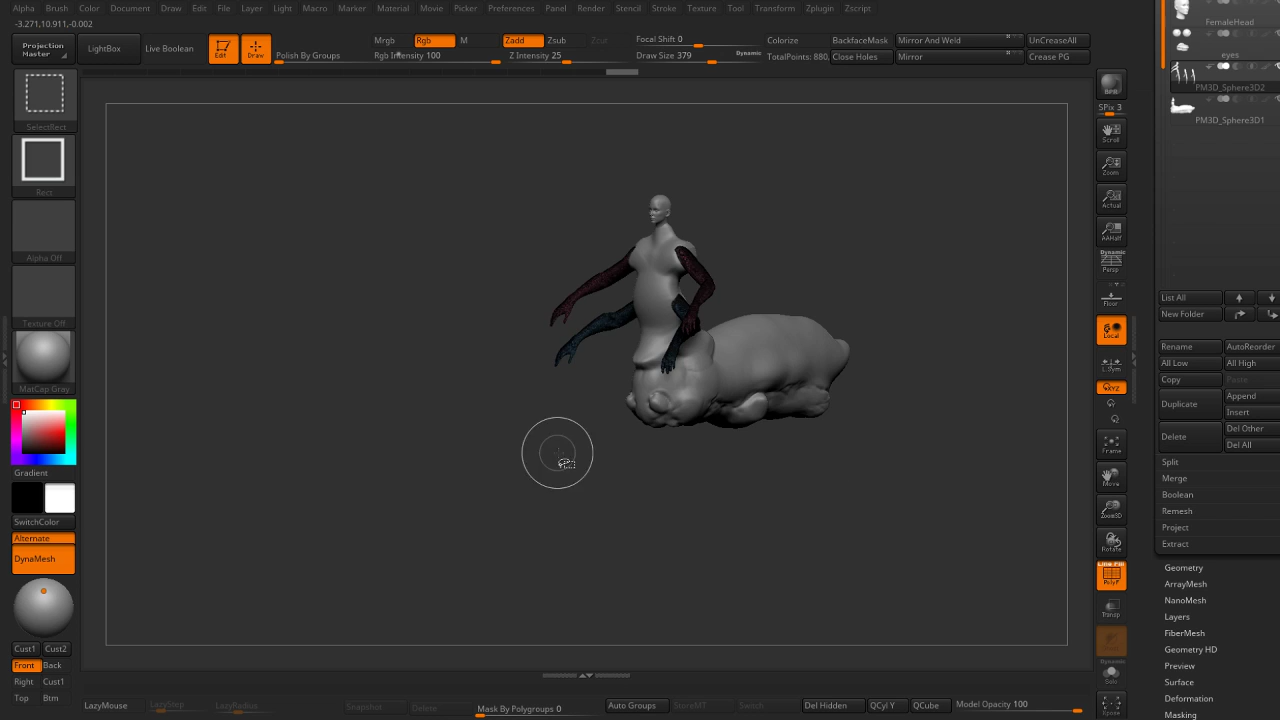 Alpha Brush Color Document Draw Edit File Layer Light Macro Marker Material Movie Picker Preferences Panel Render Stencil Stroke Texture Tool Transform Zplugin Zscript
-3.271,10.911,-0.002
Projection Master
LightBox
Live Boolean
Edit
Draw
Polish By Groups
Mrgb
Rgb
M
Rgb Intensity 100
Zadd
Zsub
Zcut
Z Intensity 25
Focal Shift 0
Draw Size 379
Dynamic
Colorize
TotalPoints: 880,
BackfaceMask
Close Holes
Mirror And Weld
Mirror
UnCreaseAll
Crease PG
SelectRect
Rect
Alpha Off
Texture Off
MatCap Gray
Gradient
SwitchColor
Alternate
DynaMesh
Cust1 Cust2
Front Back
Right Cust1
Top Btm
BPR
SPix 3
Scroll
Zoom
Actual
AAHalf
Dynamic
Persp
Floor
Local
L.Sym
XYZ
Frame
Move
Zoom3D
Rotate
Line Fill
PolyF
Transp
Dynamic
Solo
Xpose
FemaleHead
eyes
PM3D_Sphere3D2
PM3D_Sphere3D1
List All
New Folder
Rename AutoReorder
All Low All High
Copy Paste
Duplicate
Append
Insert
Delete
Del Other
Del All
Split
Merge
Boolean
Remesh
Project
Extract
Geometry
ArrayMesh
NanoMesh
Layers
FiberMesh
Geometry HD
Preview
Surface
Deformation
Masking
LazyMouse
LazyStep
LazyRadius
Snapshot
Delete
Mask By Polygroups 0
Auto Groups
StoreMT
Switch
Del Hidden
QCyl Y
QCube
Model Opacity 100